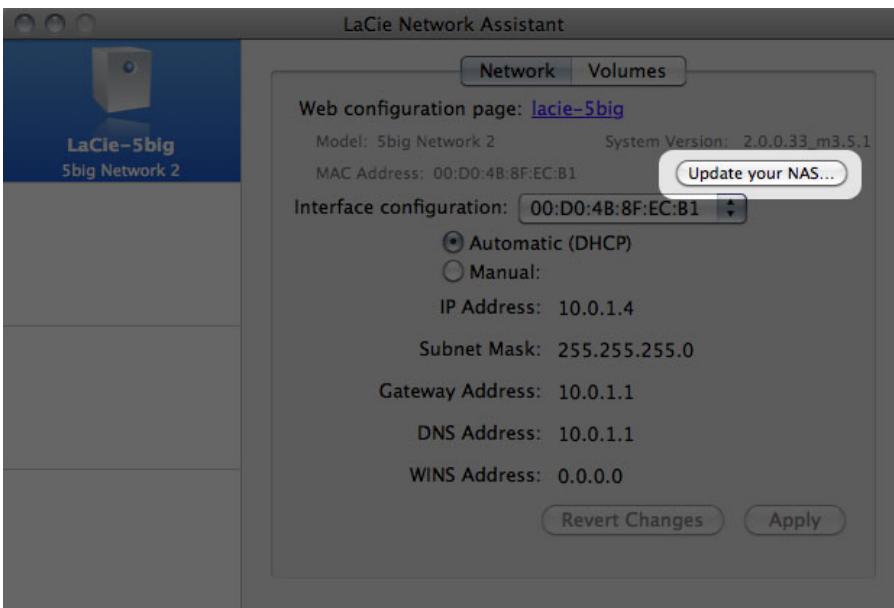 LaCie Network Assistant
LaCie-5big
5big Network 2
Network Volumes
Web configuration page: lacie-5big
Model: 5big Network 2 System Version: 2.0.0.33_m3.5.1
MAC Address: 00:D0:4B:8F:EC:B1 Update your NAS...
Interface configuration: 00:D0:4B:8F:EC:B1
Automatic (DHCP)
Manual:
IP Address: 10.0.1.4
Subnet Mask: 255.255.255.0
Gateway Address: 10.0.1.1
DNS Address: 10.0.1.1
WINS Address: 0.0.0.0
Revert Changes Apply